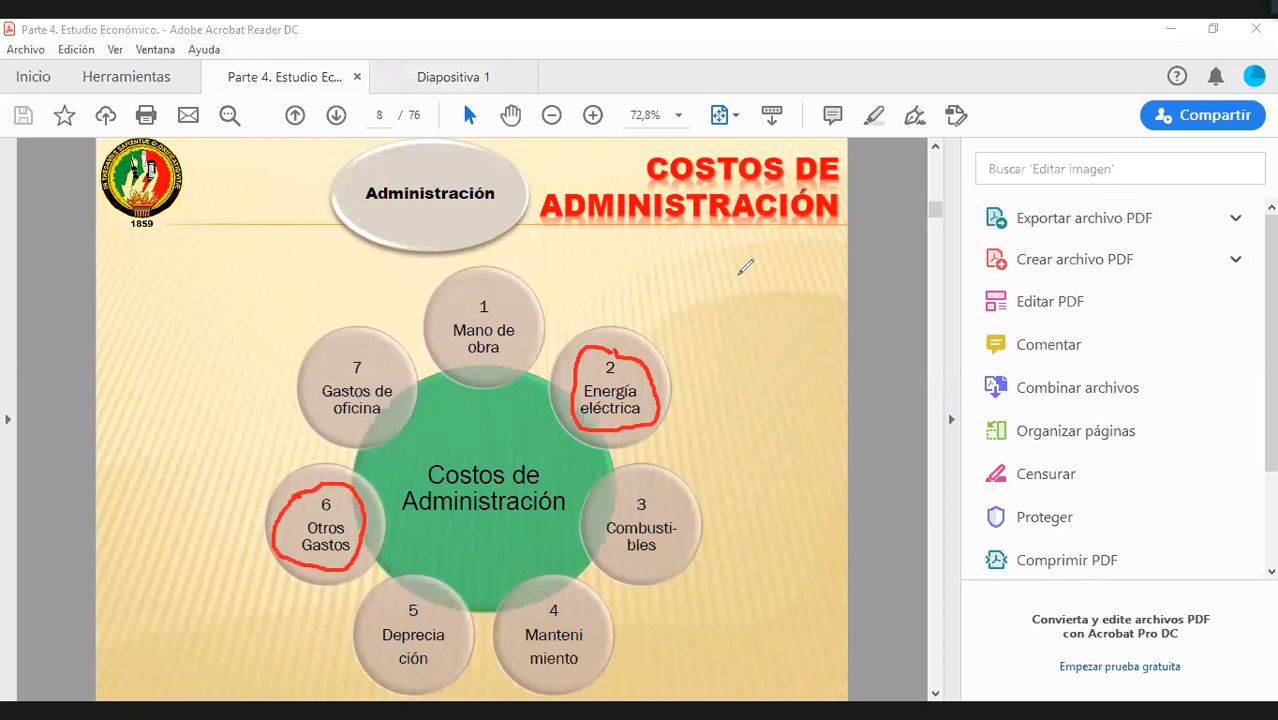 Parte 4. Estudio Económico. - Adobe Acrobat Reader DC
Archivo Edición Ver Ventana Ayuda
Inicio Herramientas Parte 4. Estudio Ec... × Diapositiva 1
8 / 76 72,8% Compartir
1859
Administración
COSTOS DE
ADMINISTRACIÓN
1
Mano de
obra
2
Energía
eléctrica
3
Combusti-
bles
4
Manteni
miento
5
Deprecia
ción
6
Otros
Gastos
7
Gastos de
oficina
Costos de
Administración
Buscar 'Editar imagen'
Exportar archivo PDF
Crear archivo PDF
Editar PDF
Comentar
Combinar archivos
Organizar páginas
Censurar
Proteger
Comprimir PDF
Convierta y edite archivos PDF
con Acrobat Pro DC
Empezar prueba gratuita